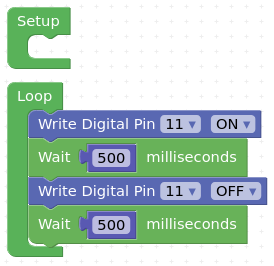 Setup
Loop
Write Digital Pin 11 ▾ ON ▾
Wait 500 milliseconds
Write Digital Pin 11 ▾ OFF ▾
Wait 500 milliseconds